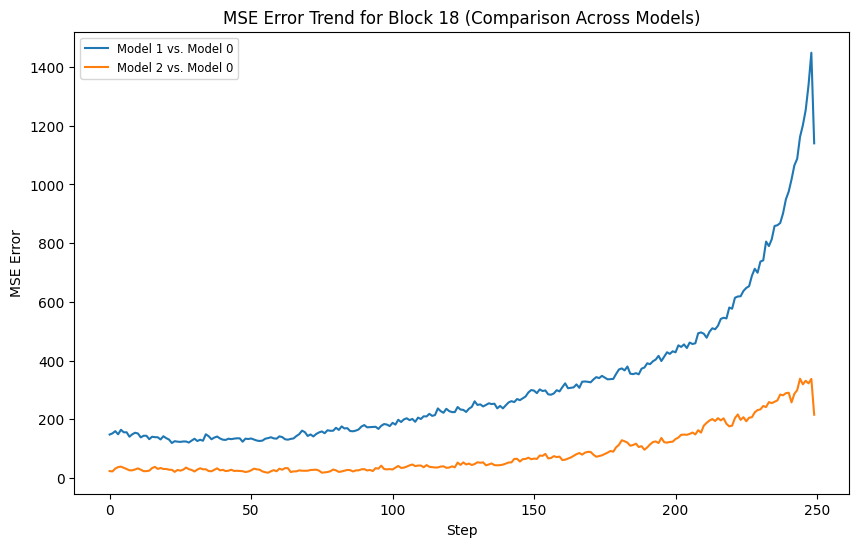 MSE Error Trend for Block 18 (Comparison Across Models)
Model 1 vs. Model 0
Model 2 vs. Model 0
MSE Error
1400
1200
1000
800
600
400
200
0
0 50 100 150 200 250
Step